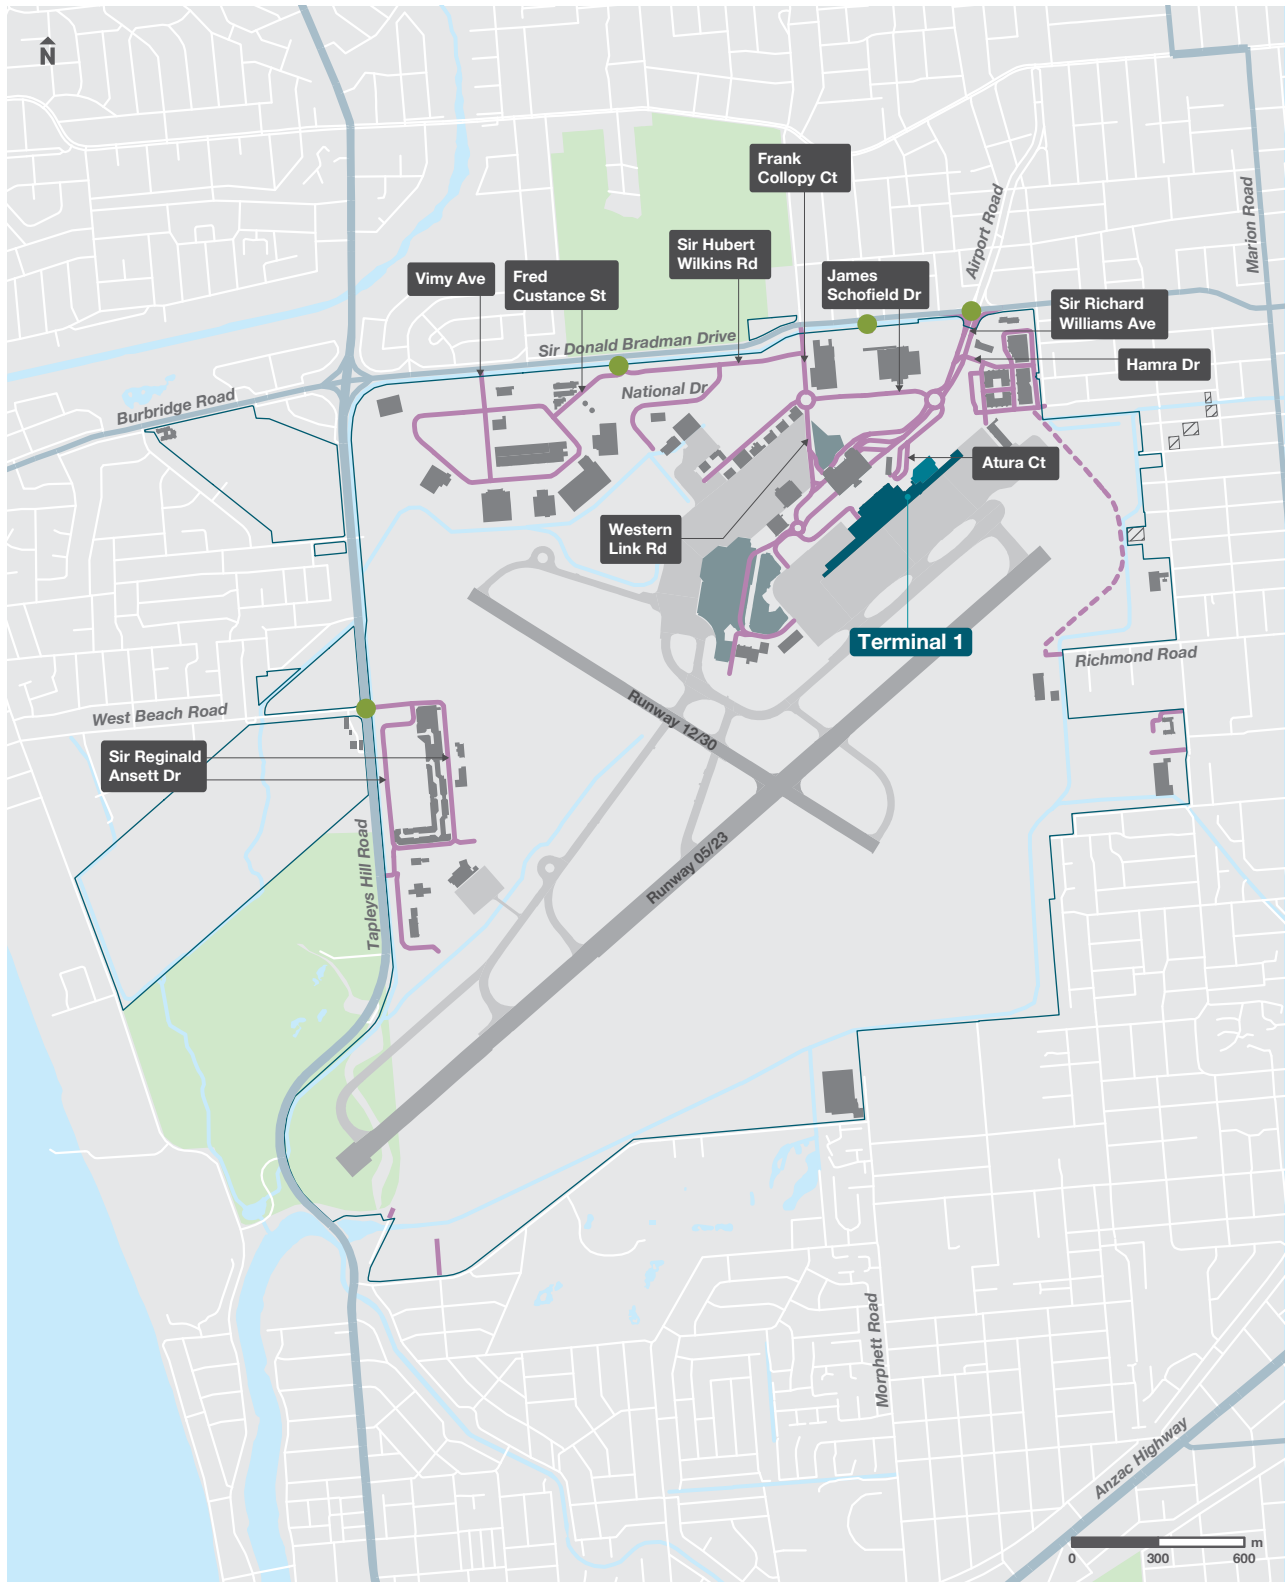 N
Frank
Collopy Ct
Airport Road
Marion Road
Sir Hubert
Wilkins Rd
Vimy Ave
Fred
Custance St
James
Schofield Dr
Sir Richard
Williams Ave
Sir Donald Bradman Drive
Hamra Dr
National Dr
Burbridge Road
Atura Ct
Western
Link Rd
Terminal 1
Richmond Road
West Beach Road
Runway 12/30
Sir Reginald
Ansett Dr
Tapleys Hill Road
Runway 05/23
Morphett Road
Anzac Highway
m
0
300
600